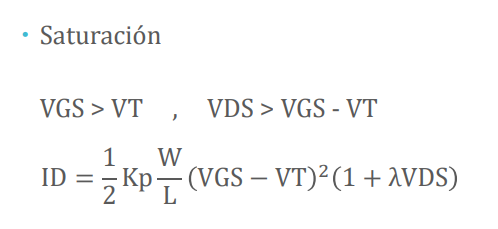 • Saturación
VGS > VT , VDS > VGS - VT
ID = 1/2 Kp W/L (VGS − VT)² (1 + λVDS)